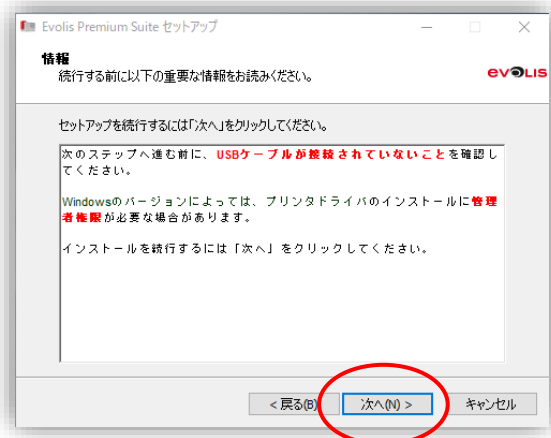 Evolis Premium Suite セットアップ
情報
続行する前に以下の重要な情報をお読みください。
evolis
セットアップを続行するには「次へ」をクリックしてください。
次のステップへ進む前に、USBケーブルが接続されていないことを確認し
てください。
Windowsのバージョンによっては、プリンタドライバのインストールに管理
者権限が必要な場合があります。
インストールを続行するには「次へ」をクリックしてください。
< 戻る(B)
次へ(N) >
キャンセル